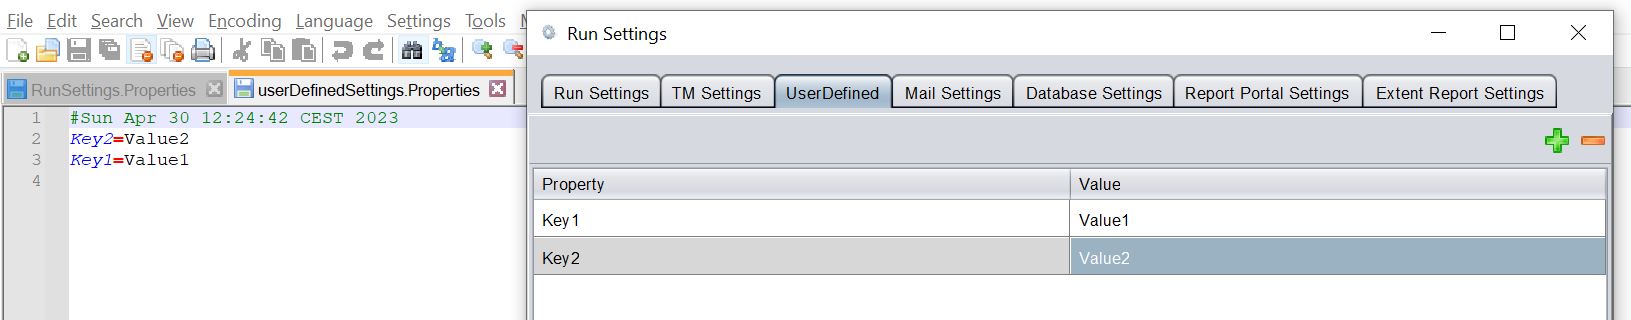 File Edit Search View Encoding Language Settings Tools
RunSettings.Properties userDefinedSettings.Properties
1 #Sun Apr 30 12:24:42 CEST 2023
2 Key2=Value2
3 Key1=Value1
4
Run Settings
Run Settings TM Settings UserDefined Mail Settings Database Settings Report Portal Settings Extent Report Settings
Property Value
Key1 Value1
Key2 Value2